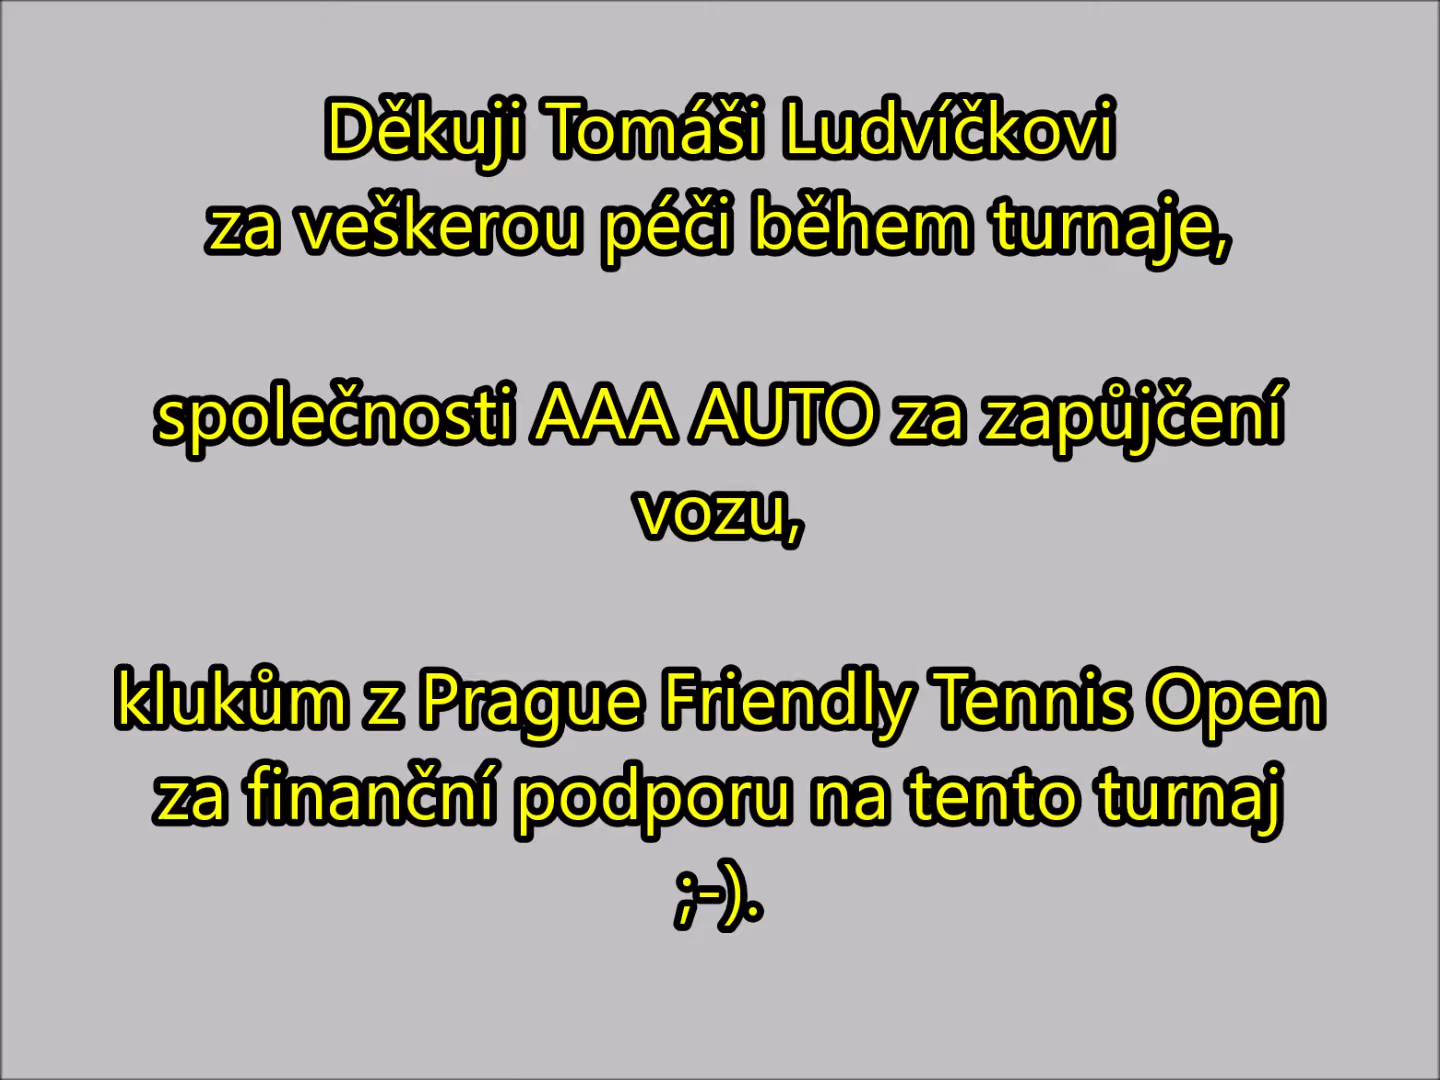 Děkuji Tomáši Ludvíčkovi
za veškerou péči během turnaje,
společnosti AAA AUTO za zapůjčení
vozu,
klukům z Prague Friendly Tennis Open
za finanční podporu na tento turnaj
;-).